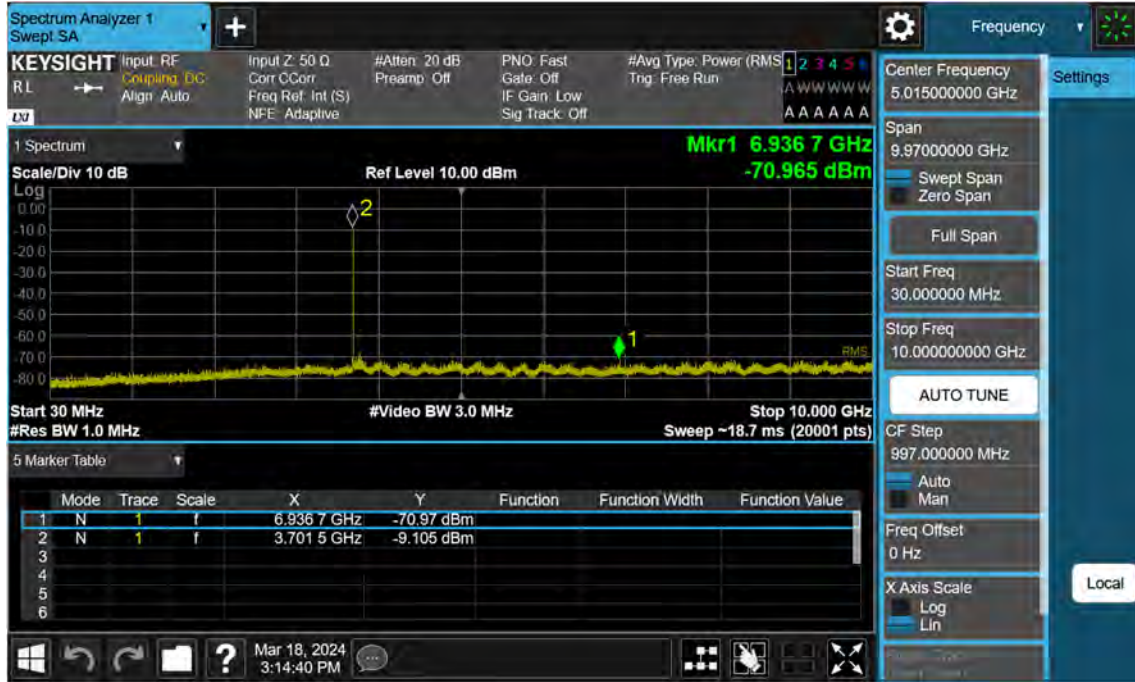 Spectrum Analyzer 1
Swept SA
+
Frequency
KEYSIGHT
RL
LXI
Input: RF
Coupling: DC
Align: Auto
Input Z: 50 Ω
Corr CCorr
Freq Ref: Int (S)
NFE: Adaptive
#Atten: 20 dB
Preamp: Off
PNO: Fast
Gate: Off
IF Gain: Low
Sig Track: Off
#Avg Type: Power (RMS
Trig: Free Run
1 2 3 4 5 6
A W W W W W
A A A A A A
Center Frequency
5.015000000 GHz
Settings
1 Spectrum
Mkr1 6.936 7 GHz
-70.965 dBm
Scale/Div 10 dB
Ref Level 10.00 dBm
Log
0.00
-10.0
-20.0
-30.0
-40.0
-50.0
-60.0
-70.0
-80.0
2
1
RMS
Start 30 MHz
#Video BW 3.0 MHz
Stop 10.000 GHz
#Res BW 1.0 MHz
Sweep ~18.7 ms (20001 pts)
Span
9.97000000 GHz
Swept Span
Zero Span
Full Span
Start Freq
30.000000 MHz
Stop Freq
10.000000000 GHz
AUTO TUNE
CF Step
997.000000 MHz
Auto
Man
Freq Offset
0 Hz
X Axis Scale
Log
Lin
Local
5 Marker Table
Mode Trace Scale X Y Function Function Width Function Value
1 N 1 f 6.936 7 GHz -70.97 dBm
2 N 1 f 3.701 5 GHz -9.105 dBm
3
4
5
6
?
Mar 18, 2024
3:14:40 PM